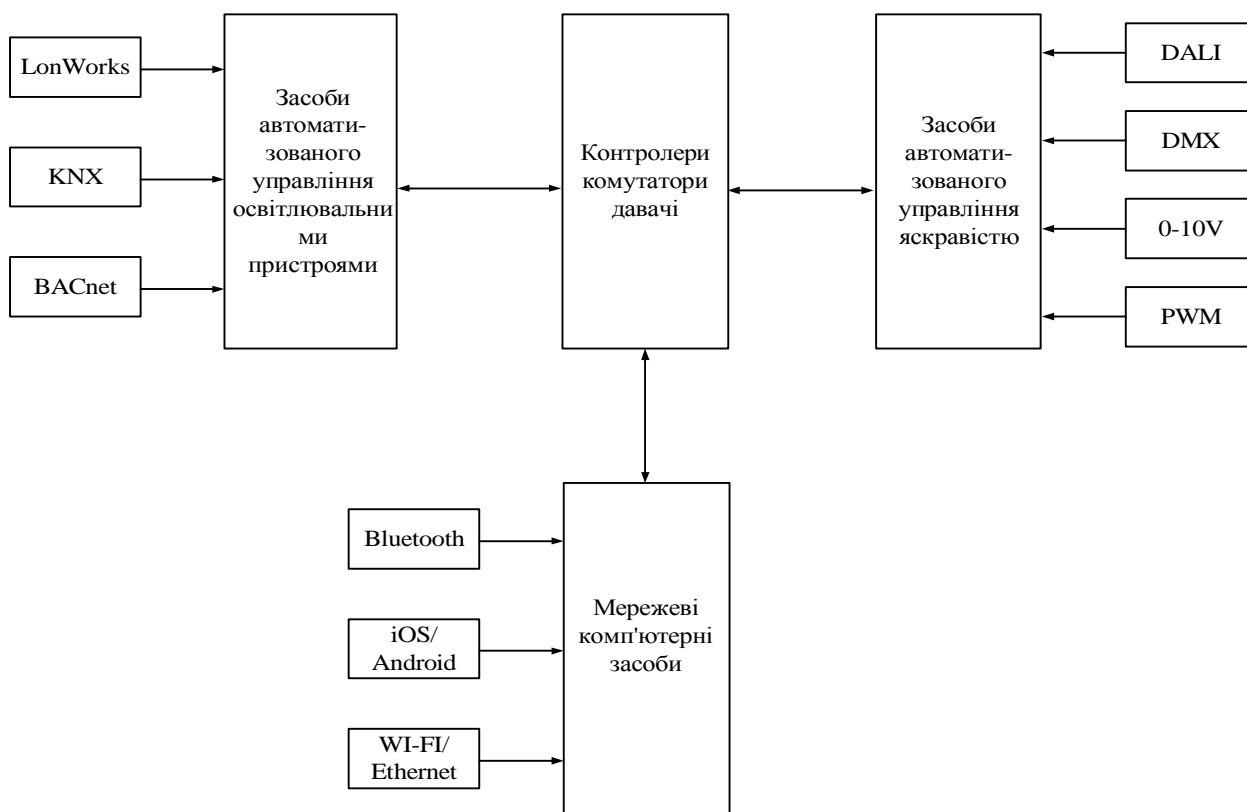 LonWorks
KNX
BACnet
Засоби
автомати-
зованого
управління
освітлювальни
ми
пристроями
Контролери
комутатори
давачі
Засоби
автомати-
зованого
управління
яскравістю
DALI
DMX
0-10V
PWM
Bluetooth
iOS/
Android
WI-FI/
Ethernet
Мережеві
комп'ютерні
засоби